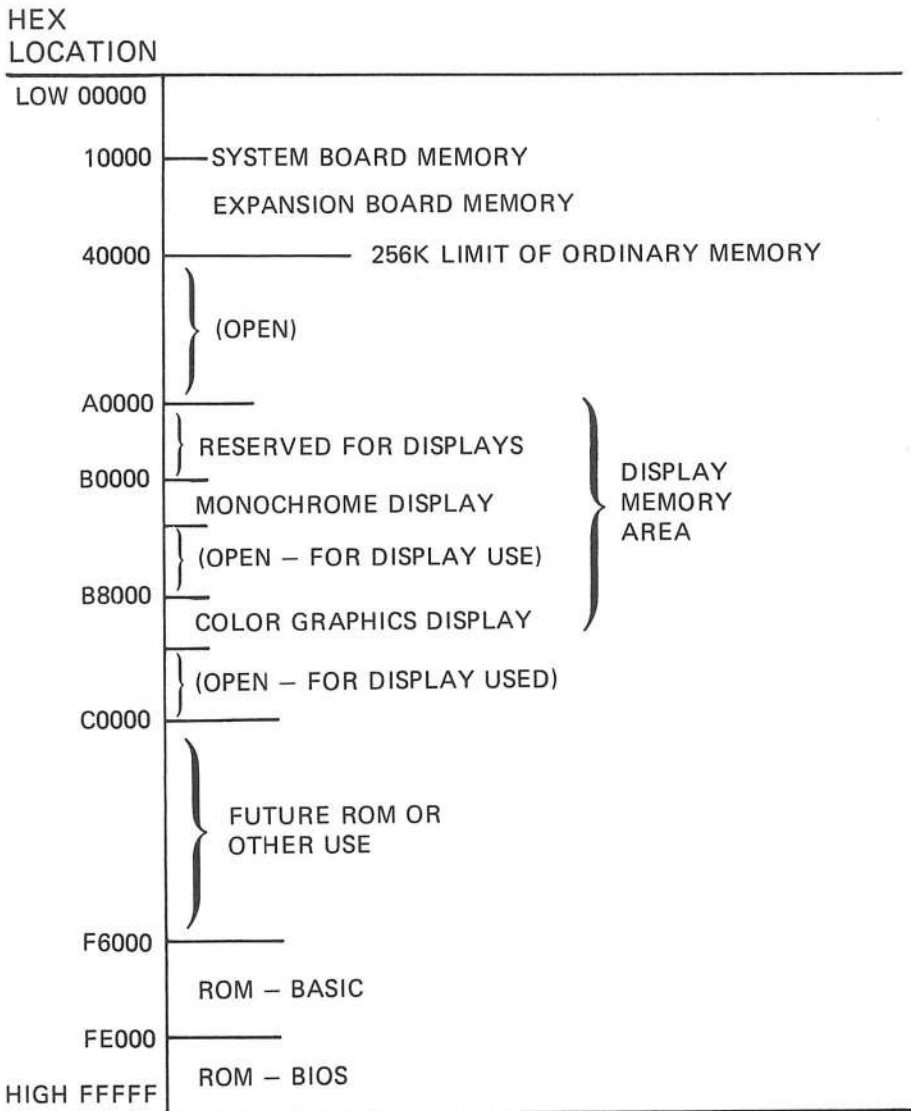 HEX
LOCATION
LOW 00000
10000 SYSTEM BOARD MEMORY
EXPANSION BOARD MEMORY
40000 256K LIMIT OF ORDINARY MEMORY
(OPEN)
A0000
RESERVED FOR DISPLAYS
B0000
MONOCHROME DISPLAY
DISPLAY
MEMORY
AREA
(OPEN — FOR DISPLAY USE)
B8000
COLOR GRAPHICS DISPLAY
(OPEN — FOR DISPLAY USED)
C0000
FUTURE ROM OR
OTHER USE
F6000
ROM — BASIC
FE000
ROM — BIOS
HIGH FFFFF